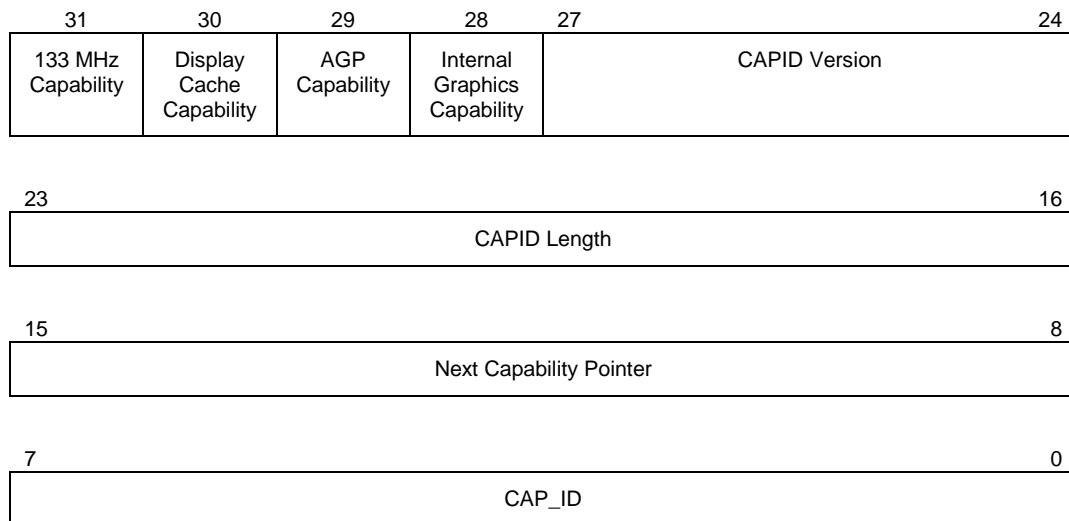 31 30 29 28 27 24
133 MHz Capability
Display Cache Capability
AGP Capability
Internal Graphics Capability
CAPID Version
23 16
CAPID Length
15 8
Next Capability Pointer
7 0
CAP_ID